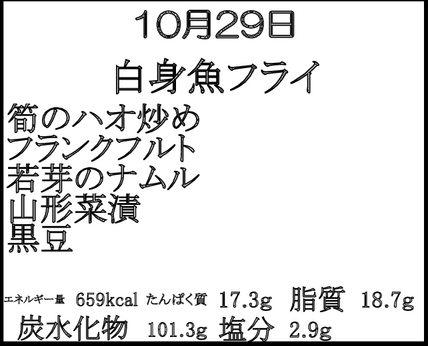 10月29日
白身魚フライ
筍のハオ炒め
フランクフルト
若芽のナムル
山形菜漬
黒豆
エネルギー量 659kcal たんぱく質 17.3g 脂質 18.7g
炭水化物 101.3g 塩分 2.9g